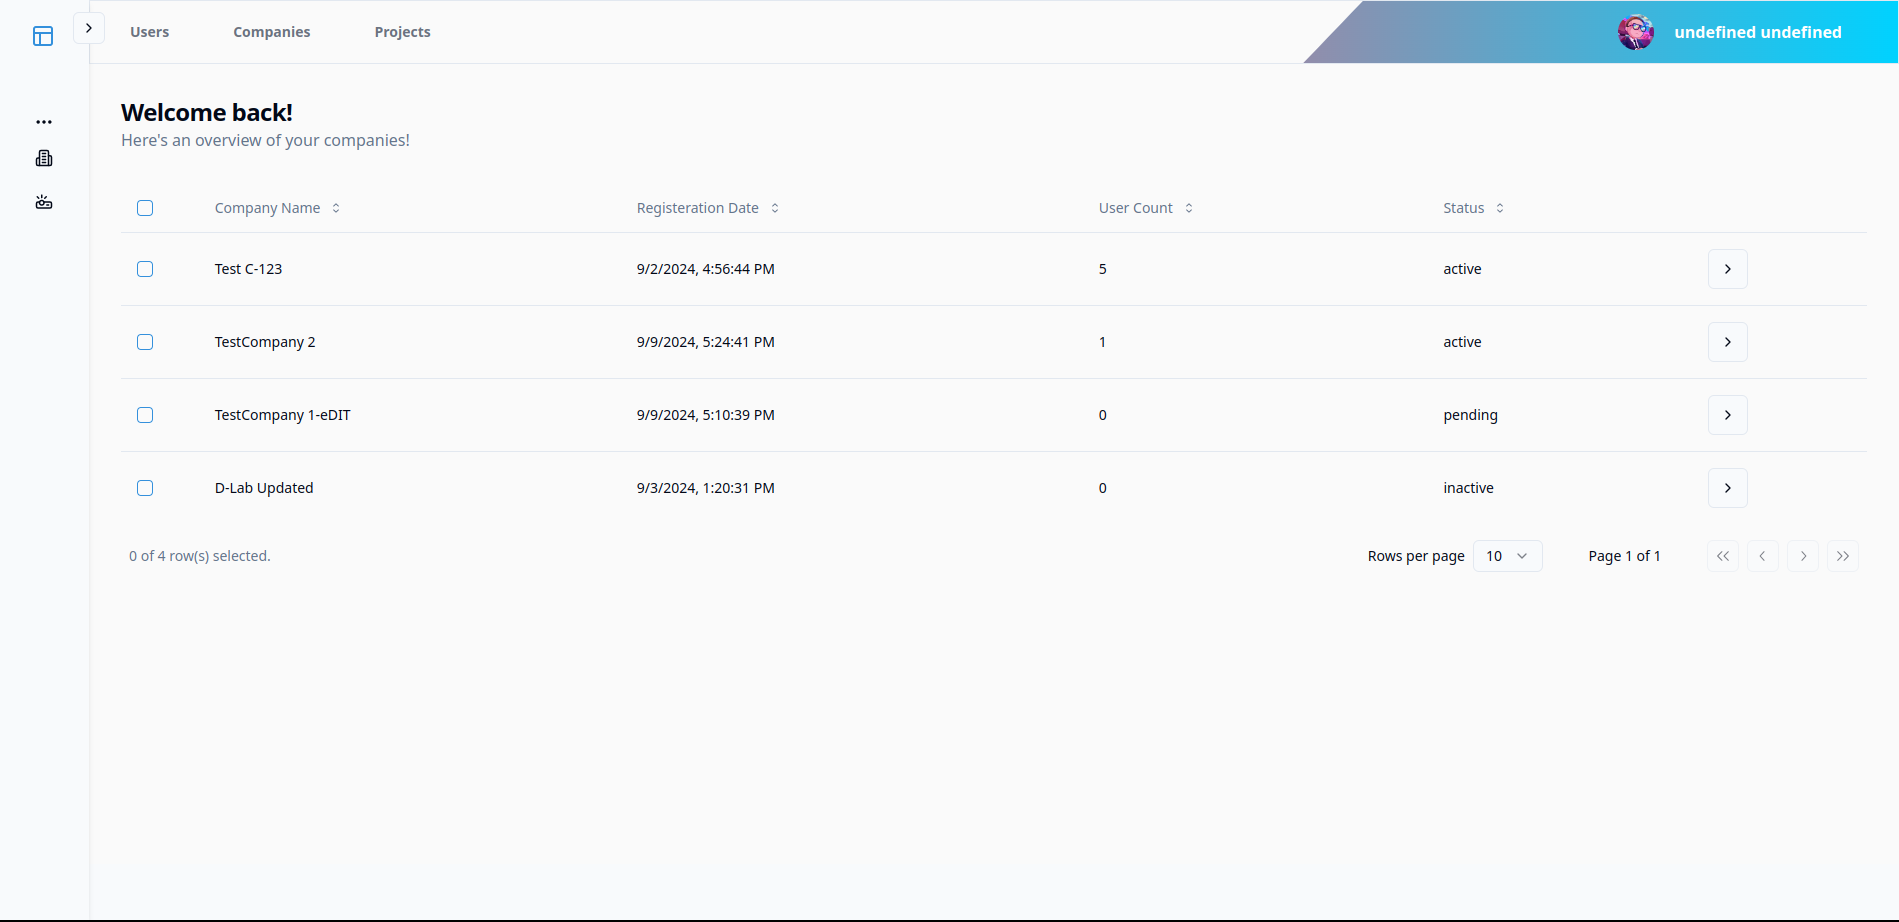 Users Companies Projects undefined undefined
Welcome back!
Here's an overview of your companies!
Company Name Registeration Date User Count Status
Test C-123 9/2/2024, 4:56:44 PM 5 active
TestCompany 2 9/9/2024, 5:24:41 PM 1 active
TestCompany 1-eDIT 9/9/2024, 5:10:39 PM 0 pending
D-Lab Updated 9/3/2024, 1:20:31 PM 0 inactive
0 of 4 row(s) selected. Rows per page 10 Page 1 of 1